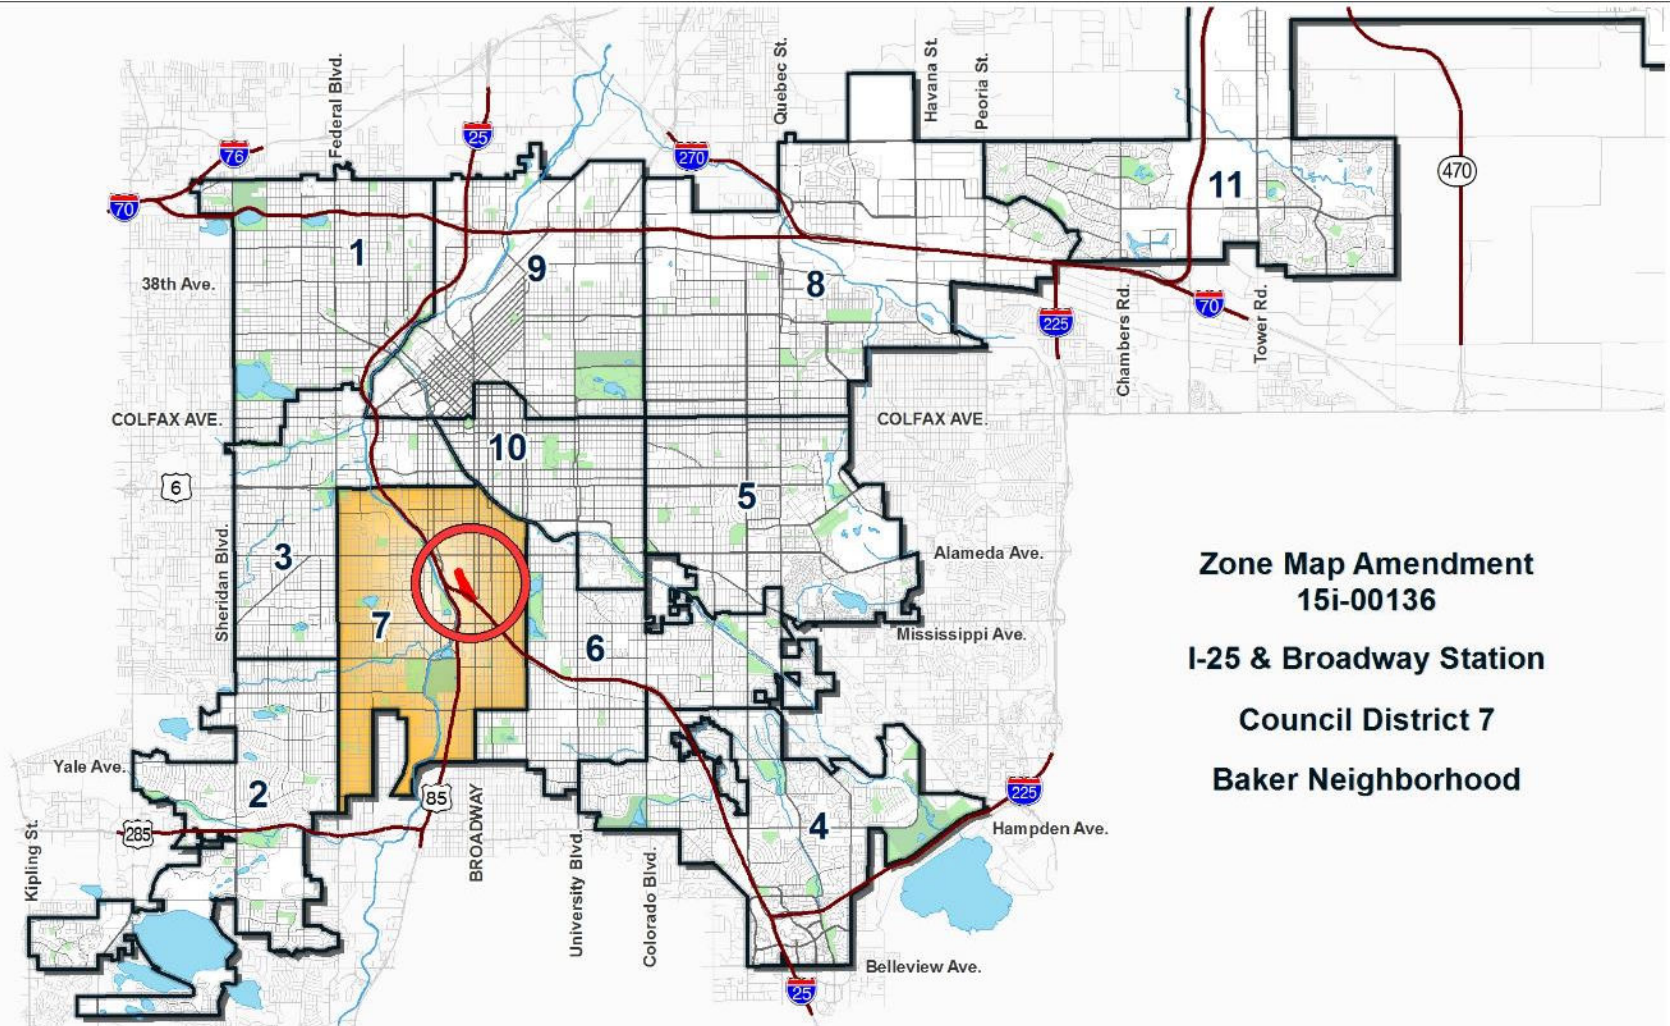 Federal Blvd.
Quebec St.
Havana St.
Peoria St.
76
25
270
70
470
11
1
9
8
38th Ave.
225
Chambers Rd.
70
Tower Rd.
COLFAX AVE.
COLFAX AVE.
10
6
5
Sheridan Blvd.
3
Alameda Ave.
7
6
Mississippi Ave.
Zone Map Amendment
15i-00136
I-25 & Broadway Station
Council District 7
Baker Neighborhood
Yale Ave.
2
85
BROADWAY
225
285
4
Hampden Ave.
Kipling St.
University Blvd.
Colorado Blvd.
Belleview Ave.
25